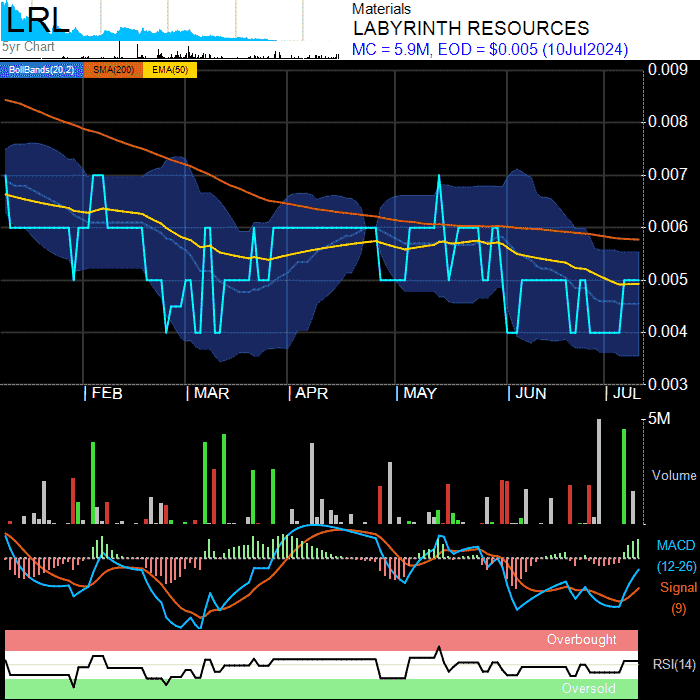 LRL
5yr Chart
Materials
LABYRINTH RESOURCES
MC = 5.9M, EOD = $0.005 (10Jul2024)
BollBands(20,2) SMA(200) EMA(50)
0.009
0.008
0.007
0.006
0.005
0.004
0.003
FEB MAR APR MAY JUN JUL
5M
Volume
MACD
(12-26)
Signal
(9)
Overbought
RSI(14)
Oversold